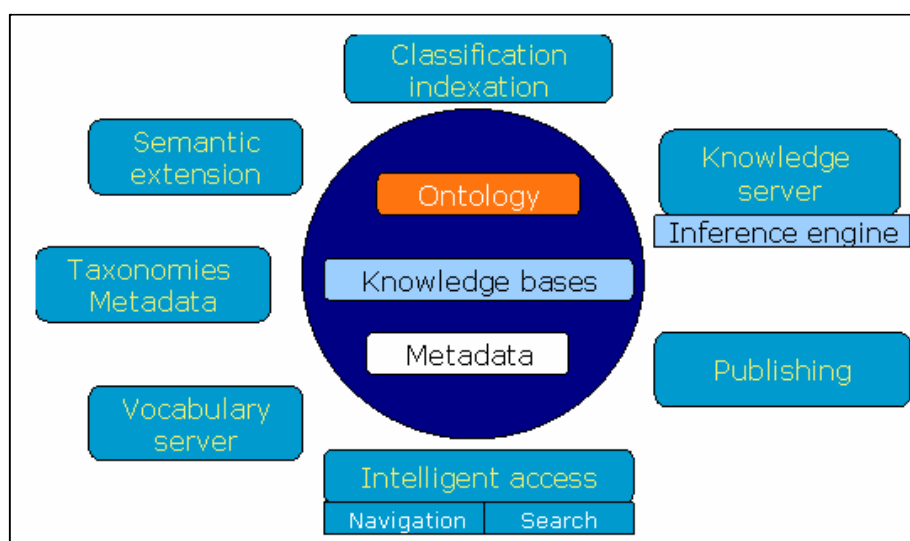 Classification
indexation
Semantic
extension
Knowledge
server
Inference engine
Ontology
Taxonomies
Metadata
Knowledge bases
Metadata
Publishing
Vocabulary
server
Intelligent access
Navigation
Search